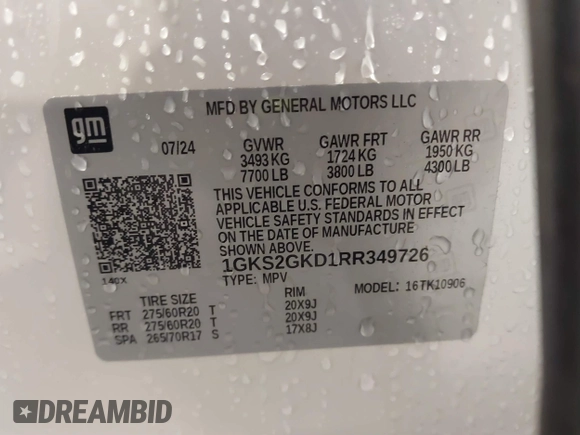 MFD BY GENERAL MOTORS LLC
gm
07/24 GVWR GAWR FRT GAWR RR
3493 KG 1724 KG 1950 KG
7700 LB 3800 LB 4300 LB
THIS VEHICLE CONFORMS TO ALL
APPLICABLE U.S. FEDERAL MOTOR
VEHICLE SAFETY STANDARDS IN EFFECT
ON THE DATE OF MANUFACTURE
SHOWN ABOVE.
1GKS2GKD1RR349726
140X
TYPE: MPV MODEL: 16TK10906
TIRE SIZE RIM
FRT 275/60R20 T 20X9J
RR 275/60R20 T 20X9J
SPA 265/70R17 S 17X8J
DREAMBID